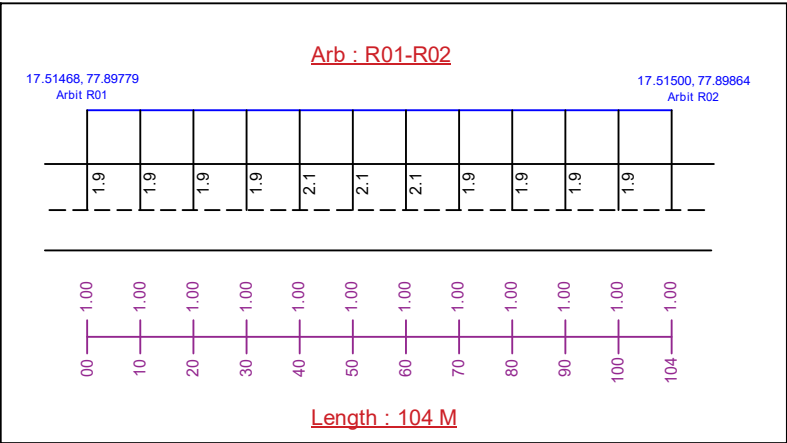 Arb : R01-R02
17.51468, 77.89779
Arbit R01
17.51500, 77.89864
Arbit R02
1.9 1.9 1.9 1.9 2.1 2.1 2.1 1.9 1.9 1.9 1.9
1.00 1.00 1.00 1.00 1.00 1.00 1.00 1.00 1.00 1.00 1.00 1.00
00 10 20 30 40 50 60 70 80 90 100 104
Length : 104 M